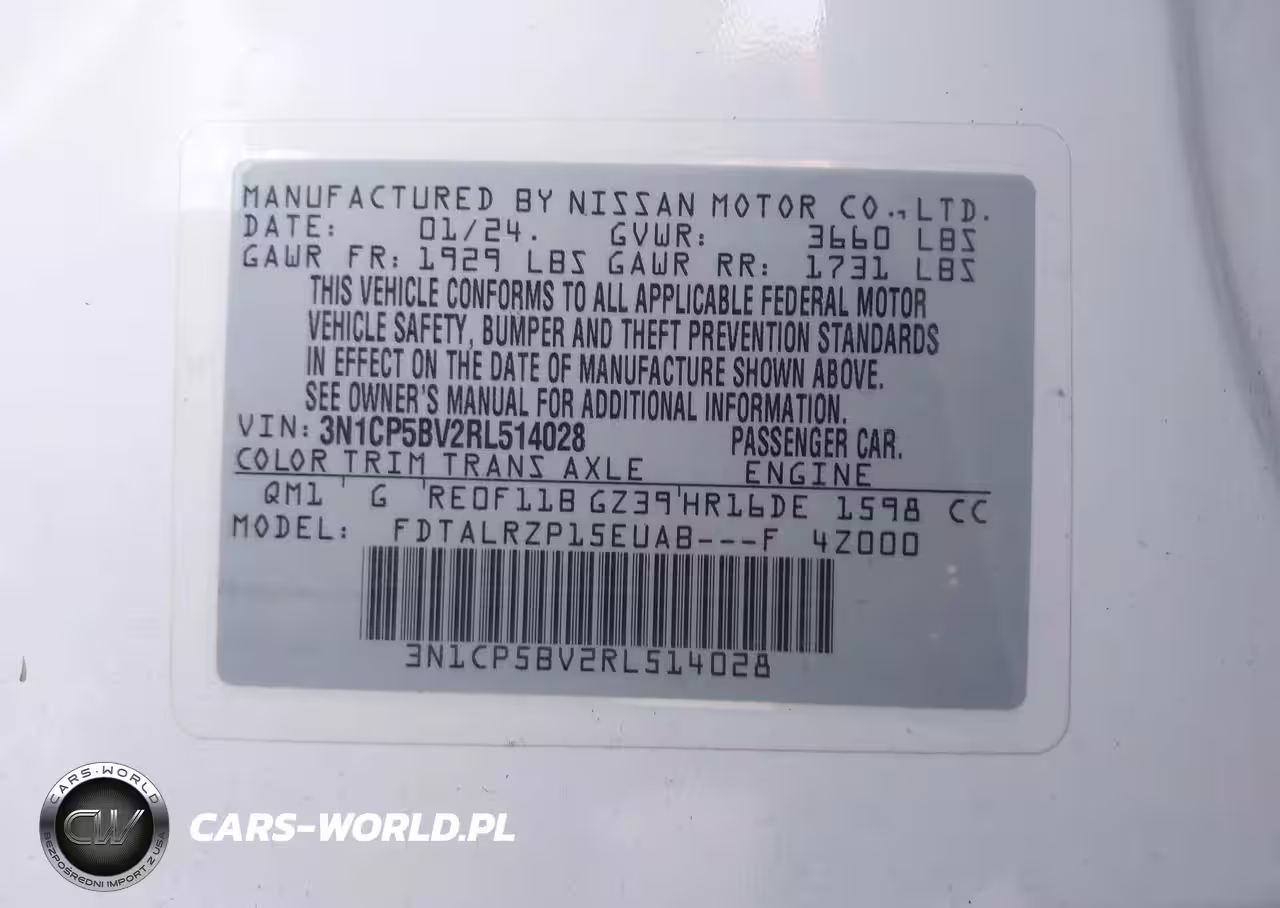 MANUFACTURED BY NISSAN MOTOR CO.,LTD.
DATE: 01/24. GVWR: 3660 LBS
GAWR FR: 1929 LBS GAWR RR: 1731 LBS
THIS VEHICLE CONFORMS TO ALL APPLICABLE FEDERAL MOTOR
VEHICLE SAFETY, BUMPER AND THEFT PREVENTION STANDARDS
IN EFFECT ON THE DATE OF MANUFACTURE SHOWN ABOVE.
SEE OWNER'S MANUAL FOR ADDITIONAL INFORMATION.
VIN: 3N1CP5BV2RL514028 PASSENGER CAR.
COLOR TRIM TRANS AXLE ENGINE
QM1 ' G 'RE0F11B GZ39'HR16DE 1598 CC
MODEL: FDTALRZP15EUAB---F 4Z000
3N1CP5BV2RL514028
CARS-WORLD
CW
BEZPOŚREDNI IMPORT Z USA
CARS-WORLD.PL